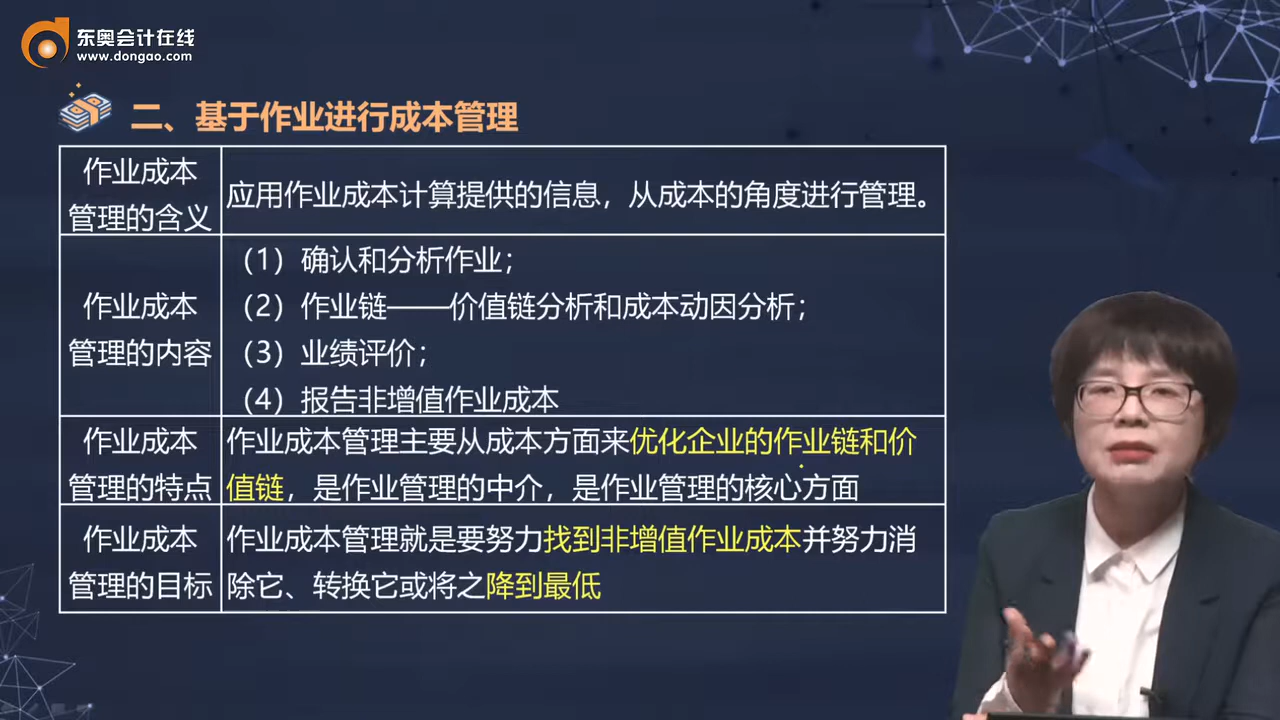 东奥会计在线
www.dongao.com
二、基于作业进行成本管理
作业成本
管理的含义
应用作业成本计算提供的信息，从成本的角度进行管理。
作业成本
管理的内容
（1）确认和分析作业；
（2）作业链——价值链分析和成本动因分析；
（3）业绩评价；
（4）报告非增值作业成本
作业成本
管理的特点
作业成本管理主要从成本方面来优化企业的作业链和价
值链，是作业管理的中介，是作业管理的核心方面
作业成本
管理的目标
作业成本管理就是要努力找到非增值作业成本并努力消
除它、转换它或将之降到最低